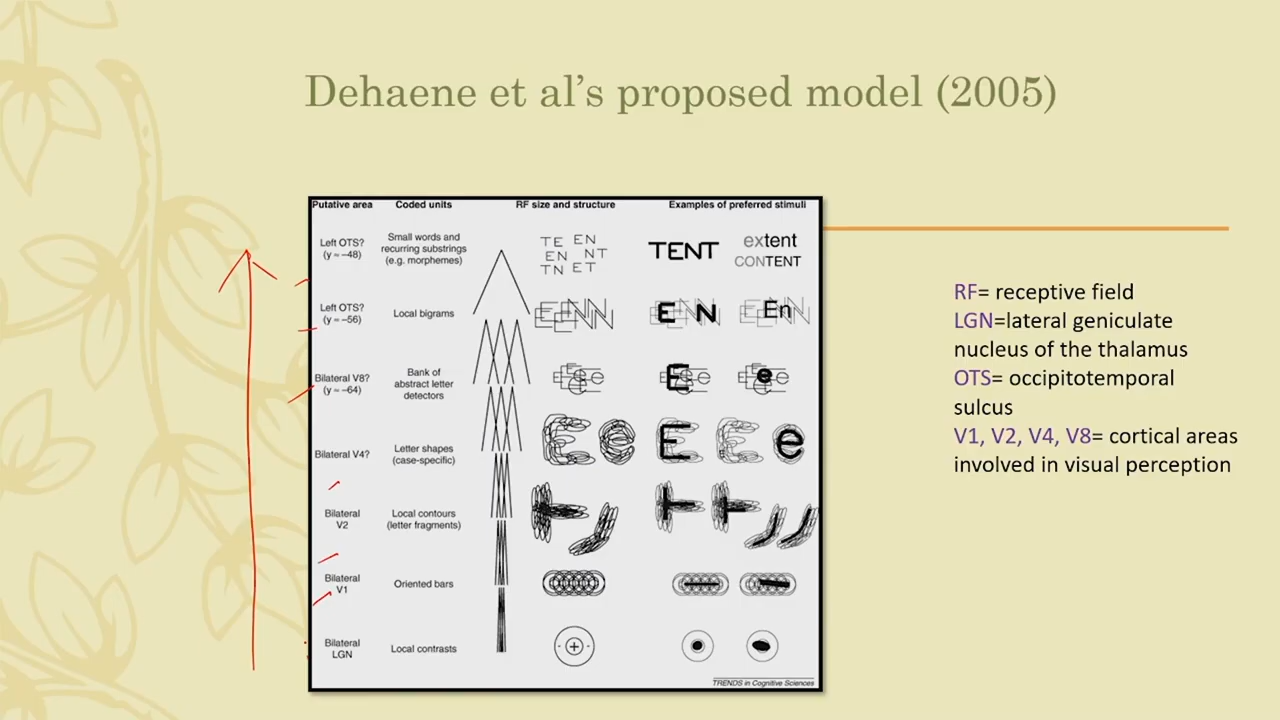 Dehaene et al’s proposed model (2005)
Putative area Coded units RF size and structure Examples of preferred stimuli
Left OTS?
(y = –48)
Small words and
recurring substrings
(e.g. morphemes)
TE EN
EN NT
TN ET
TENT
extent
CONTENT
Left OTS?
(y = –56)
Local bigrams
E N
En
Bilateral V8?
(y = –64)
Bank of
abstract letter
detectors
E
e
Bilateral V4?
Letter shapes
(case-specific)
E
e
Bilateral
V2
Local contours
(letter fragments)
Bilateral
V1
Oriented bars
Bilateral
LGN
Local contrasts
TRENDS in Cognitive Sciences
RF= receptive field
LGN=lateral geniculate
nucleus of the thalamus
OTS= occipitotemporal
sulcus
V1, V2, V4, V8= cortical areas
involved in visual perception